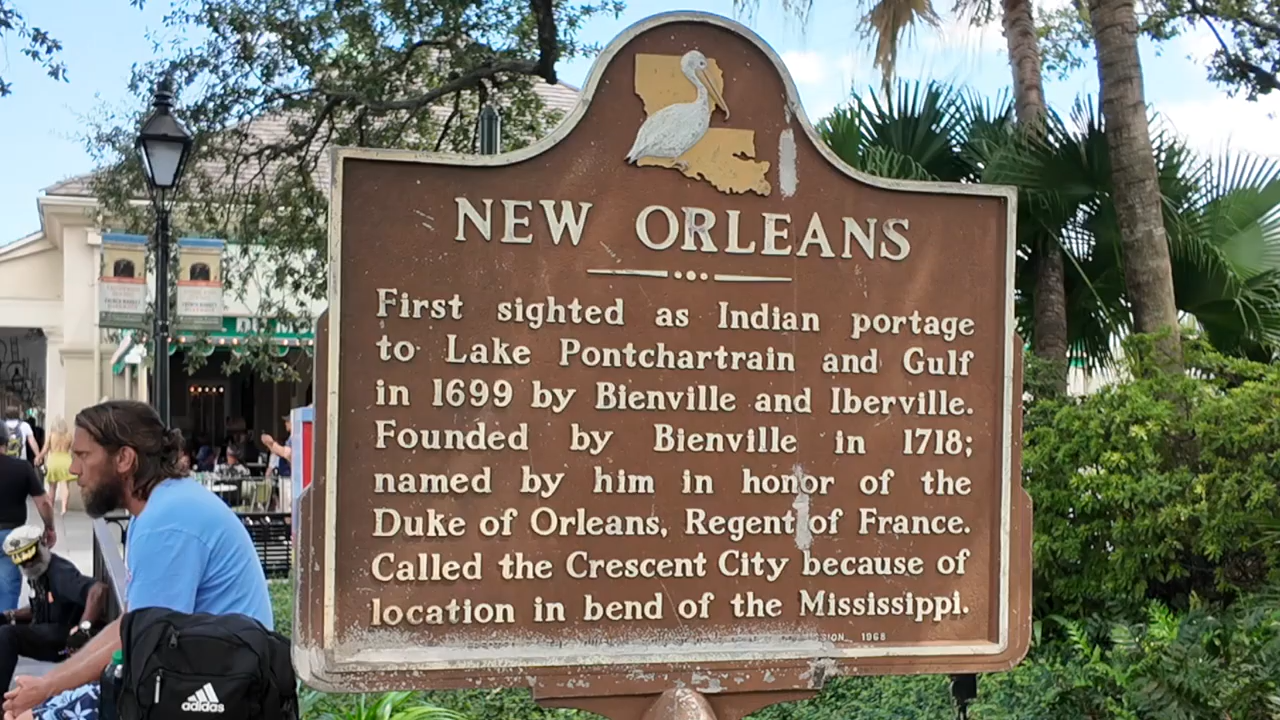 NEW ORLEANS
First sighted as Indian portage
to Lake Pontchartrain and Gulf
in 1699 by Bienville and Iberville.
Founded by Bienville in 1718;
named by him in honor of the
Duke of Orleans, Regent of France.
Called the Crescent City because of
location in bend of the Mississippi.
1968
adidas